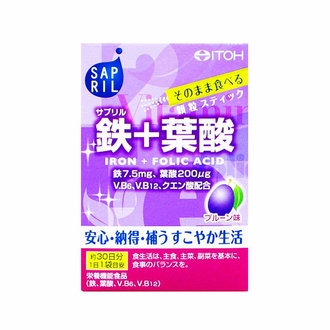 SAP
RIL
ITOH
そのまま食べる
顆粒スティック
サプリル
鉄+葉酸
IRON + FOLIC ACID
鉄7.5mg、葉酸200μg
V.B6、V.B12、クエン酸配合
プルーン味
安心・納得・補うすこやか生活
約30日分
1日1袋目安
食生活は、主食、主菜、副菜を基本に、
食事のバランスを。
栄養機能食品
(鉄、葉酸、V.B6、V.B12)